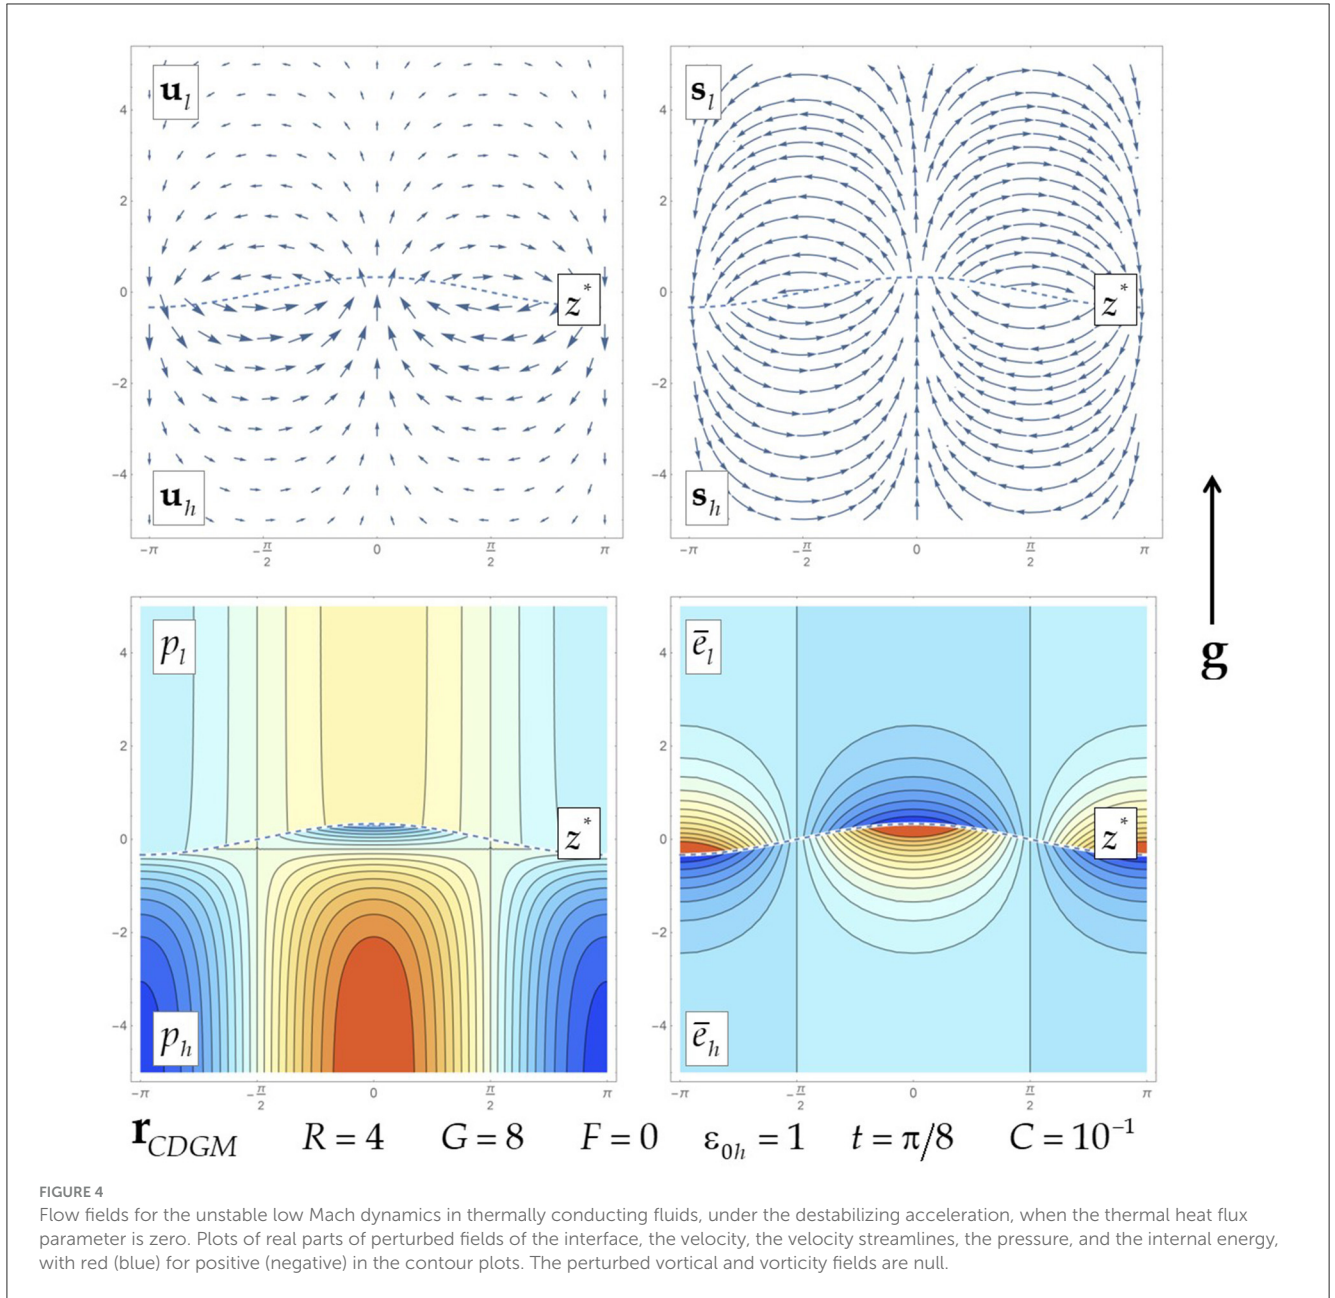 u_l
s_l
4
4
2
2
0
z*
0
z*
−2
−2
−4
−4
u_h
s_h
−π −π/2 0 π/2 π
−π −π/2 0 π/2 π
g
p_l
ē_l
4
4
2
2
0
z*
0
z*
−2
−2
−4
−4
p_h
ē_h
−π −π/2 0 π/2 π
−π −π/2 0 π/2 π
r_CDGM R = 4 G = 8 F = 0 ε_0h = 1 t = π/8 C = 10⁻¹
FIGURE 4
Flow fields for the unstable low Mach dynamics in thermally conducting fluids, under the destabilizing acceleration, when the thermal heat flux
parameter is zero. Plots of real parts of perturbed fields of the interface, the velocity, the velocity streamlines, the pressure, and the internal energy,
with red (blue) for positive (negative) in the contour plots. The perturbed vortical and vorticity fields are null.